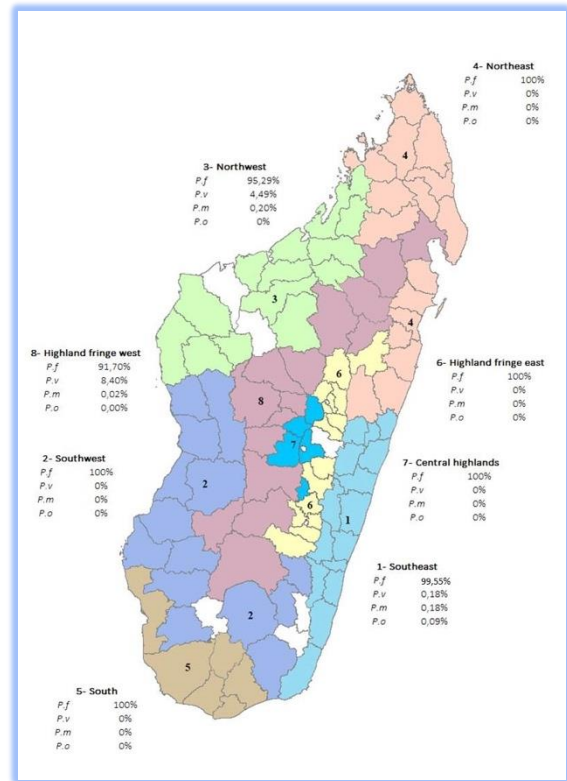 4- Northeast
P.f 100%
P.v 0%
P.m 0%
P.o 0%
3- Northwest
P.f 95,29%
P.v 4,49%
P.m 0,20%
P.o 0%
8- Highland fringe west
P.f 91,70%
P.v 8,40%
P.m 0,02%
P.o 0,00%
6- Highland fringe east
P.f 100%
P.v 0%
P.m 0%
P.o 0%
2- Southwest
P.f 100%
P.v 0%
P.m 0%
P.o 0%
7- Central highlands
P.f 100%
P.v 0%
P.m 0%
P.o 0%
1- Southeast
P.f 99,55%
P.v 0,18%
P.m 0,18%
P.o 0,09%
5- South
P.f 100%
P.v 0%
P.m 0%
P.o 0%
4
3
4
6
8
7
2
6
1
2
5